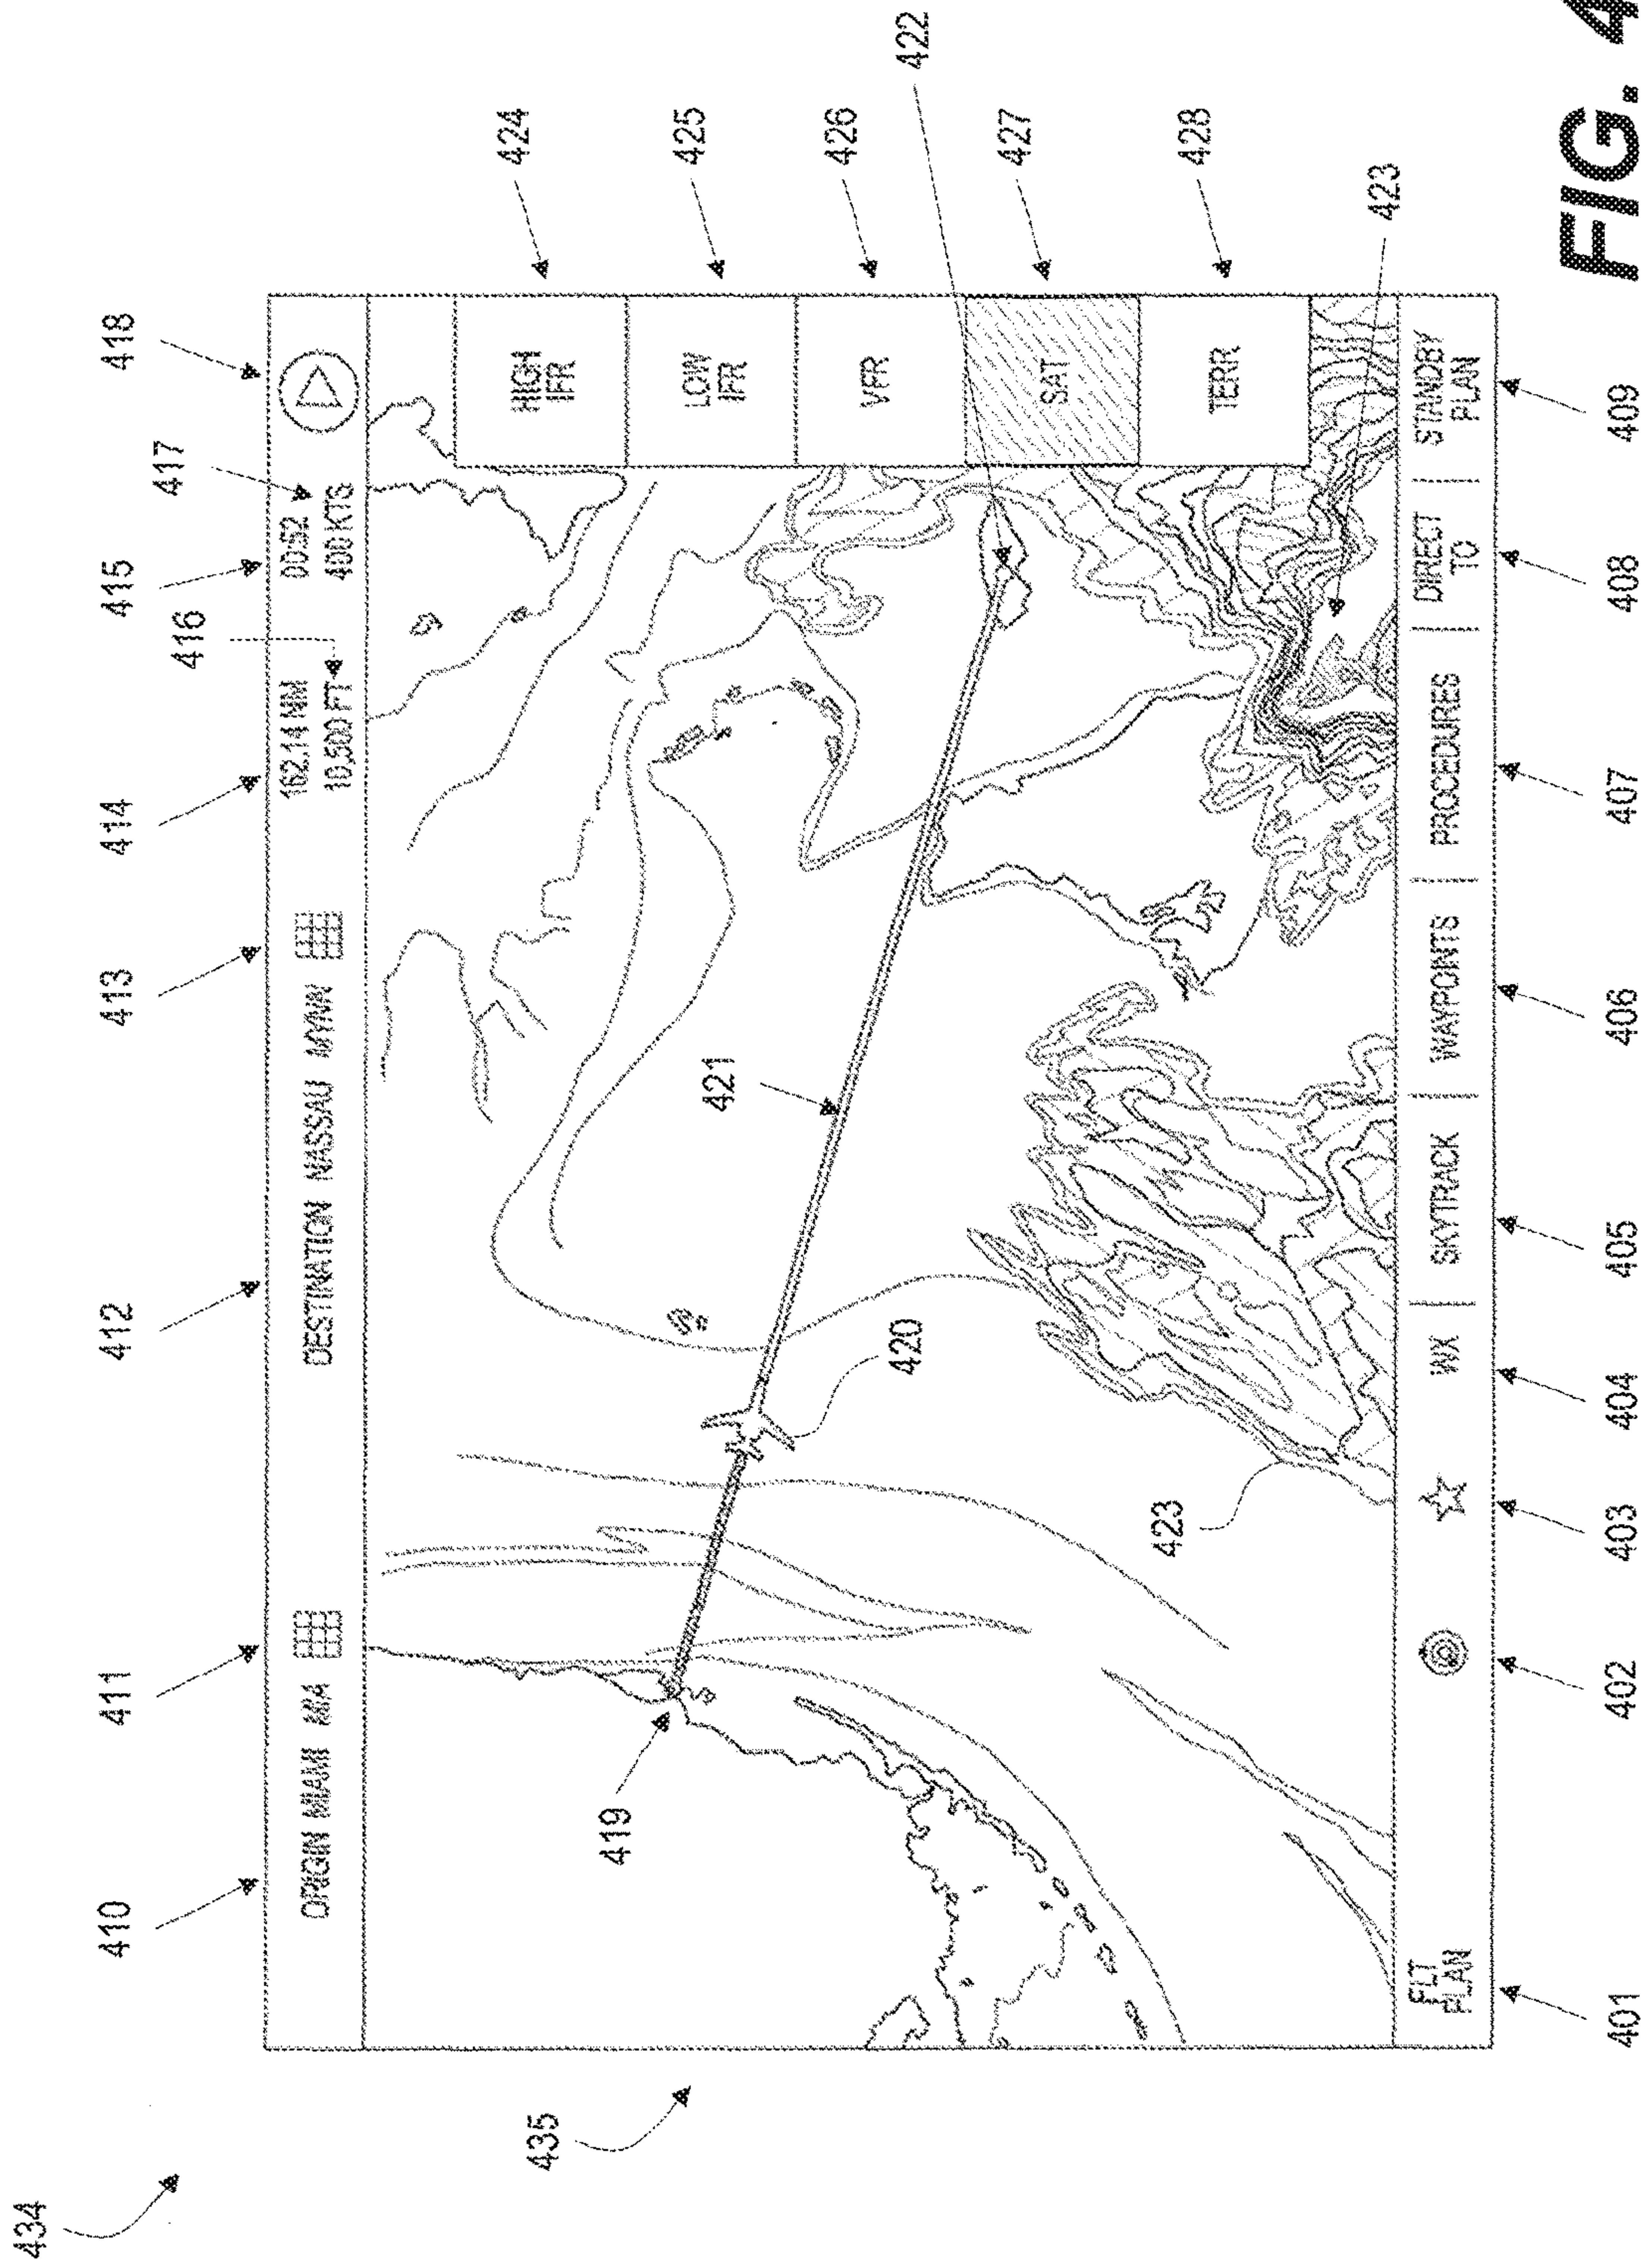 434
435
410
411
412
413
414
416
415
417
418
ORIGIN MIAMI MIA
DESTINATION NASSAU MYNN
162.14 NM
10,500 FT
00:52
400 KTS
HIGH
IFR
LOW
IFR
VFR
SAT
TERR
424
425
426
427
422
428
423
419
420
421
423
FLT
PLAN
WX
SKYTRACK
WAYPOINTS
PROCEDURES
DIRECT
TO
STANDBY
PLAN
401
402
403
404
405
406
407
408
409
FIG. 4